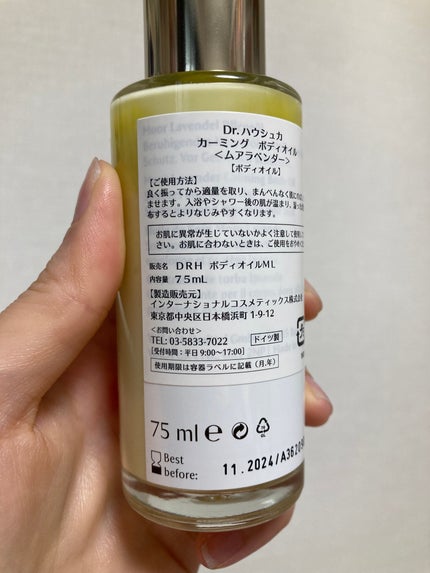 Dr.ハウシュカ
カーミング ボディオイル
<ムアラベンダー>
【ボディオイル】
【ご使用方法】
良く振ってから適量を取り、まんべんなく肌に
ませます。入浴やシャワー後の肌が温まり、
布するとよりなじみやすくなります。
お肌に異常が生じていないかよく注意して使用し
さい。お肌に合わないときは、ご使用をおや
販売名 DRH ボディオイルML
内容量 75mL
【製造販売元】
インターナショナルコスメティックス株式会
東京都中央区日本橋浜町 1-9-12
<お問い合わせ>
TEL: 03-5833-7022
ドイツ製
[受付時間:平日 9:00~17:00]
使用期限は容器ラベルに記載(月.年)
75 ml e
Best
before:
11.2024/A3620